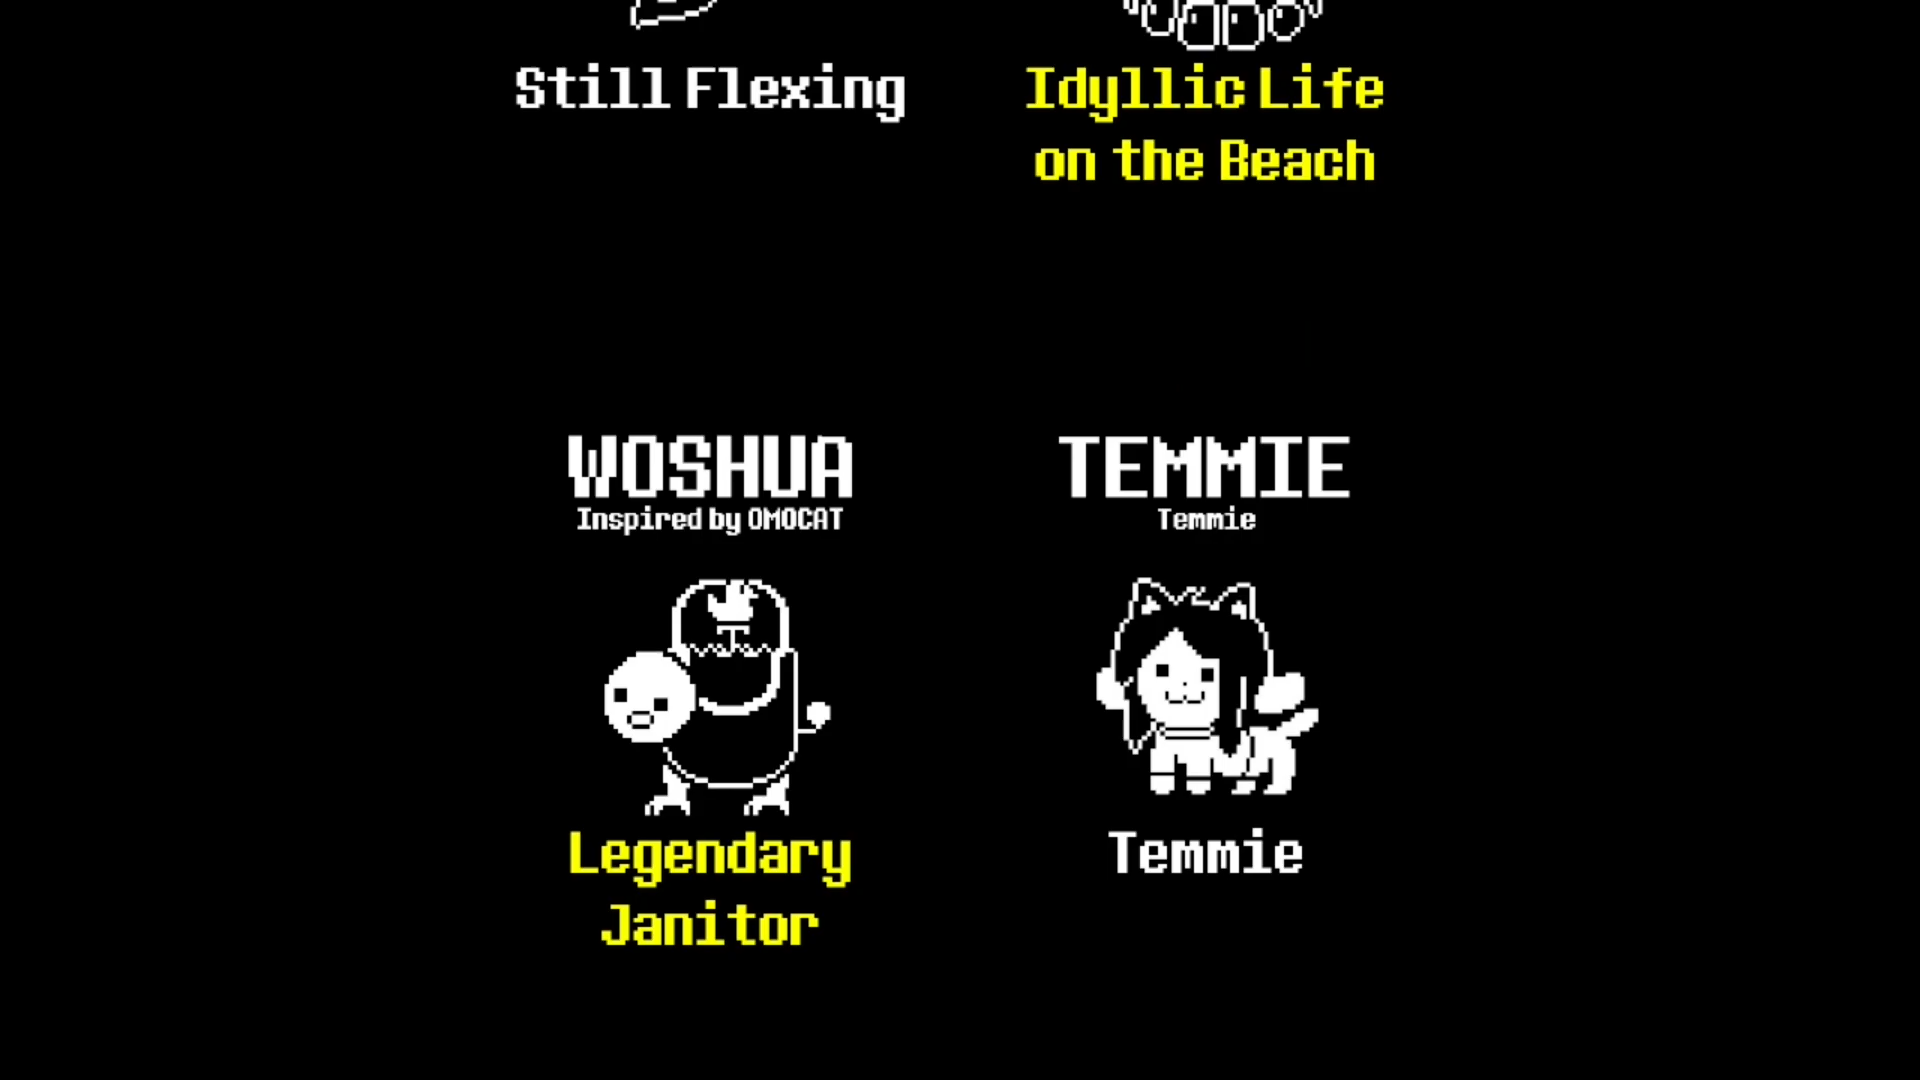 Still Flexing
Idyllic Life
on the Beach
WOSHUA
Inspired by OMOCAT
Legendary
Janitor
TEMMIE
Temmie
Temmie